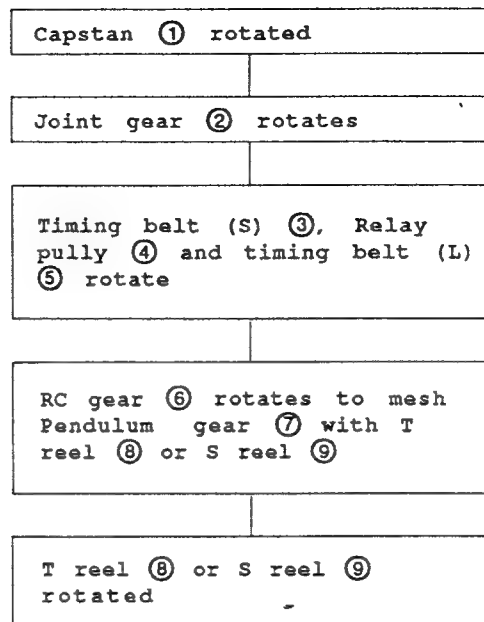 Capstan ① rotated
Joint gear ② rotates
Timing belt (S) ③, Relay
pully ④ and timing belt (L)
⑤ rotate
RC gear ⑥ rotates to mesh
Pendulum gear ⑦ with T
reel ⑧ or S reel ⑨
T reel ⑧ or S reel ⑨
rotated